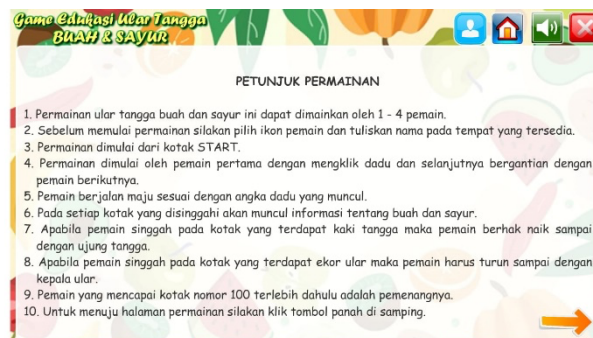 Game Edukasi Ular Tangga
BUAH & SAYUR
PETUNJUK PERMAINAN
1. Permainan ular tangga buah dan sayur ini dapat dimainkan oleh 1 - 4 pemain.
2. Sebelum memulai permainan silakan pilih ikon pemain dan tuliskan nama pada tempat yang tersedia.
3. Permainan dimulai dari kotak START.
4. Permainan dimulai oleh pemain pertama dengan mengklik dadu dan selanjutnya bergantian dengan
pemain berikutnya.
5. Pemain berjalan maju sesuai dengan angka dadu yang muncul.
6. Pada setiap kotak yang disinggahi akan muncul informasi tentang buah dan sayur.
7. Apabila pemain singgah pada kotak yang terdapat kaki tangga maka pemain berhak naik sampai
dengan ujung tangga.
8. Apabila pemain singgah pada kotak yang terdapat ekor ular maka pemain harus turun sampai dengan
kepala ular.
9. Pemain yang mencapai kotak nomor 100 terlebih dahulu adalah pemenangnya.
10. Untuk menuju halaman permainan silakan klik tombol panah di samping.